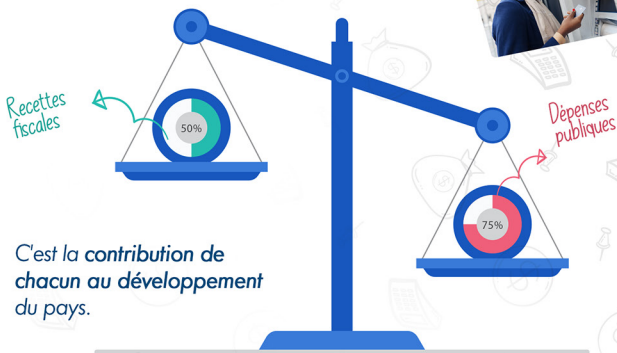 Recettes
fiscales
50%
Dépenses
publiques
75%
C'est la contribution de
chacun au développement
du pays.